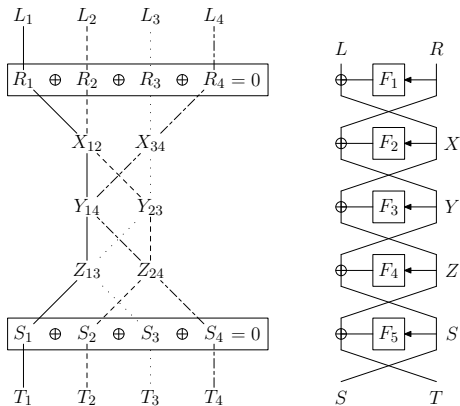 L₁ L₂ L₃ L₄
R₁ ⊕ R₂ ⊕ R₃ ⊕ R₄ = 0
X₁₂ X₃₄
Y₁₄ Y₂₃
Z₁₃ Z₂₄
S₁ ⊕ S₂ ⊕ S₃ ⊕ S₄ = 0
T₁ T₂ T₃ T₄
L R
⊕ F₁
⊕ F₂ X
⊕ F₃ Y
⊕ F₄ Z
⊕ F₅ S
S T